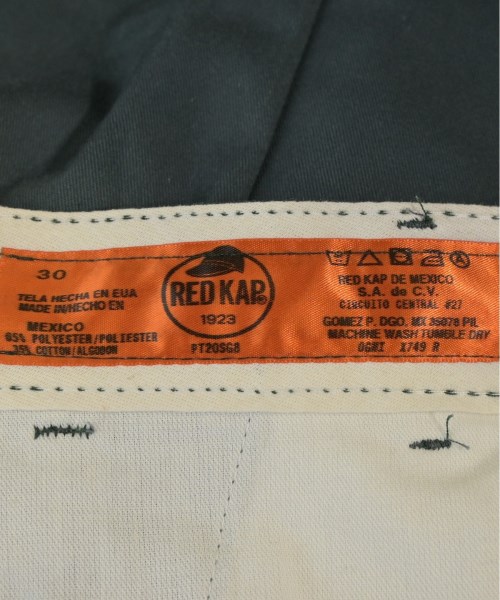 30
TELA HECHA EN EUA
MADE IN/HECHO EN
MEXICO
65% POLYESTER/POLIESTER
35% COTTON/ALGODON
RED KAP®
1923
PT20SG8
RED KAP DE MEXICO
S.A. de C.V.
CIRCUITO CENTRAL #27
GOMEZ P. DGO. MX 35078 PIL
MACHINE WASH TUMBLE DRY
X749 R